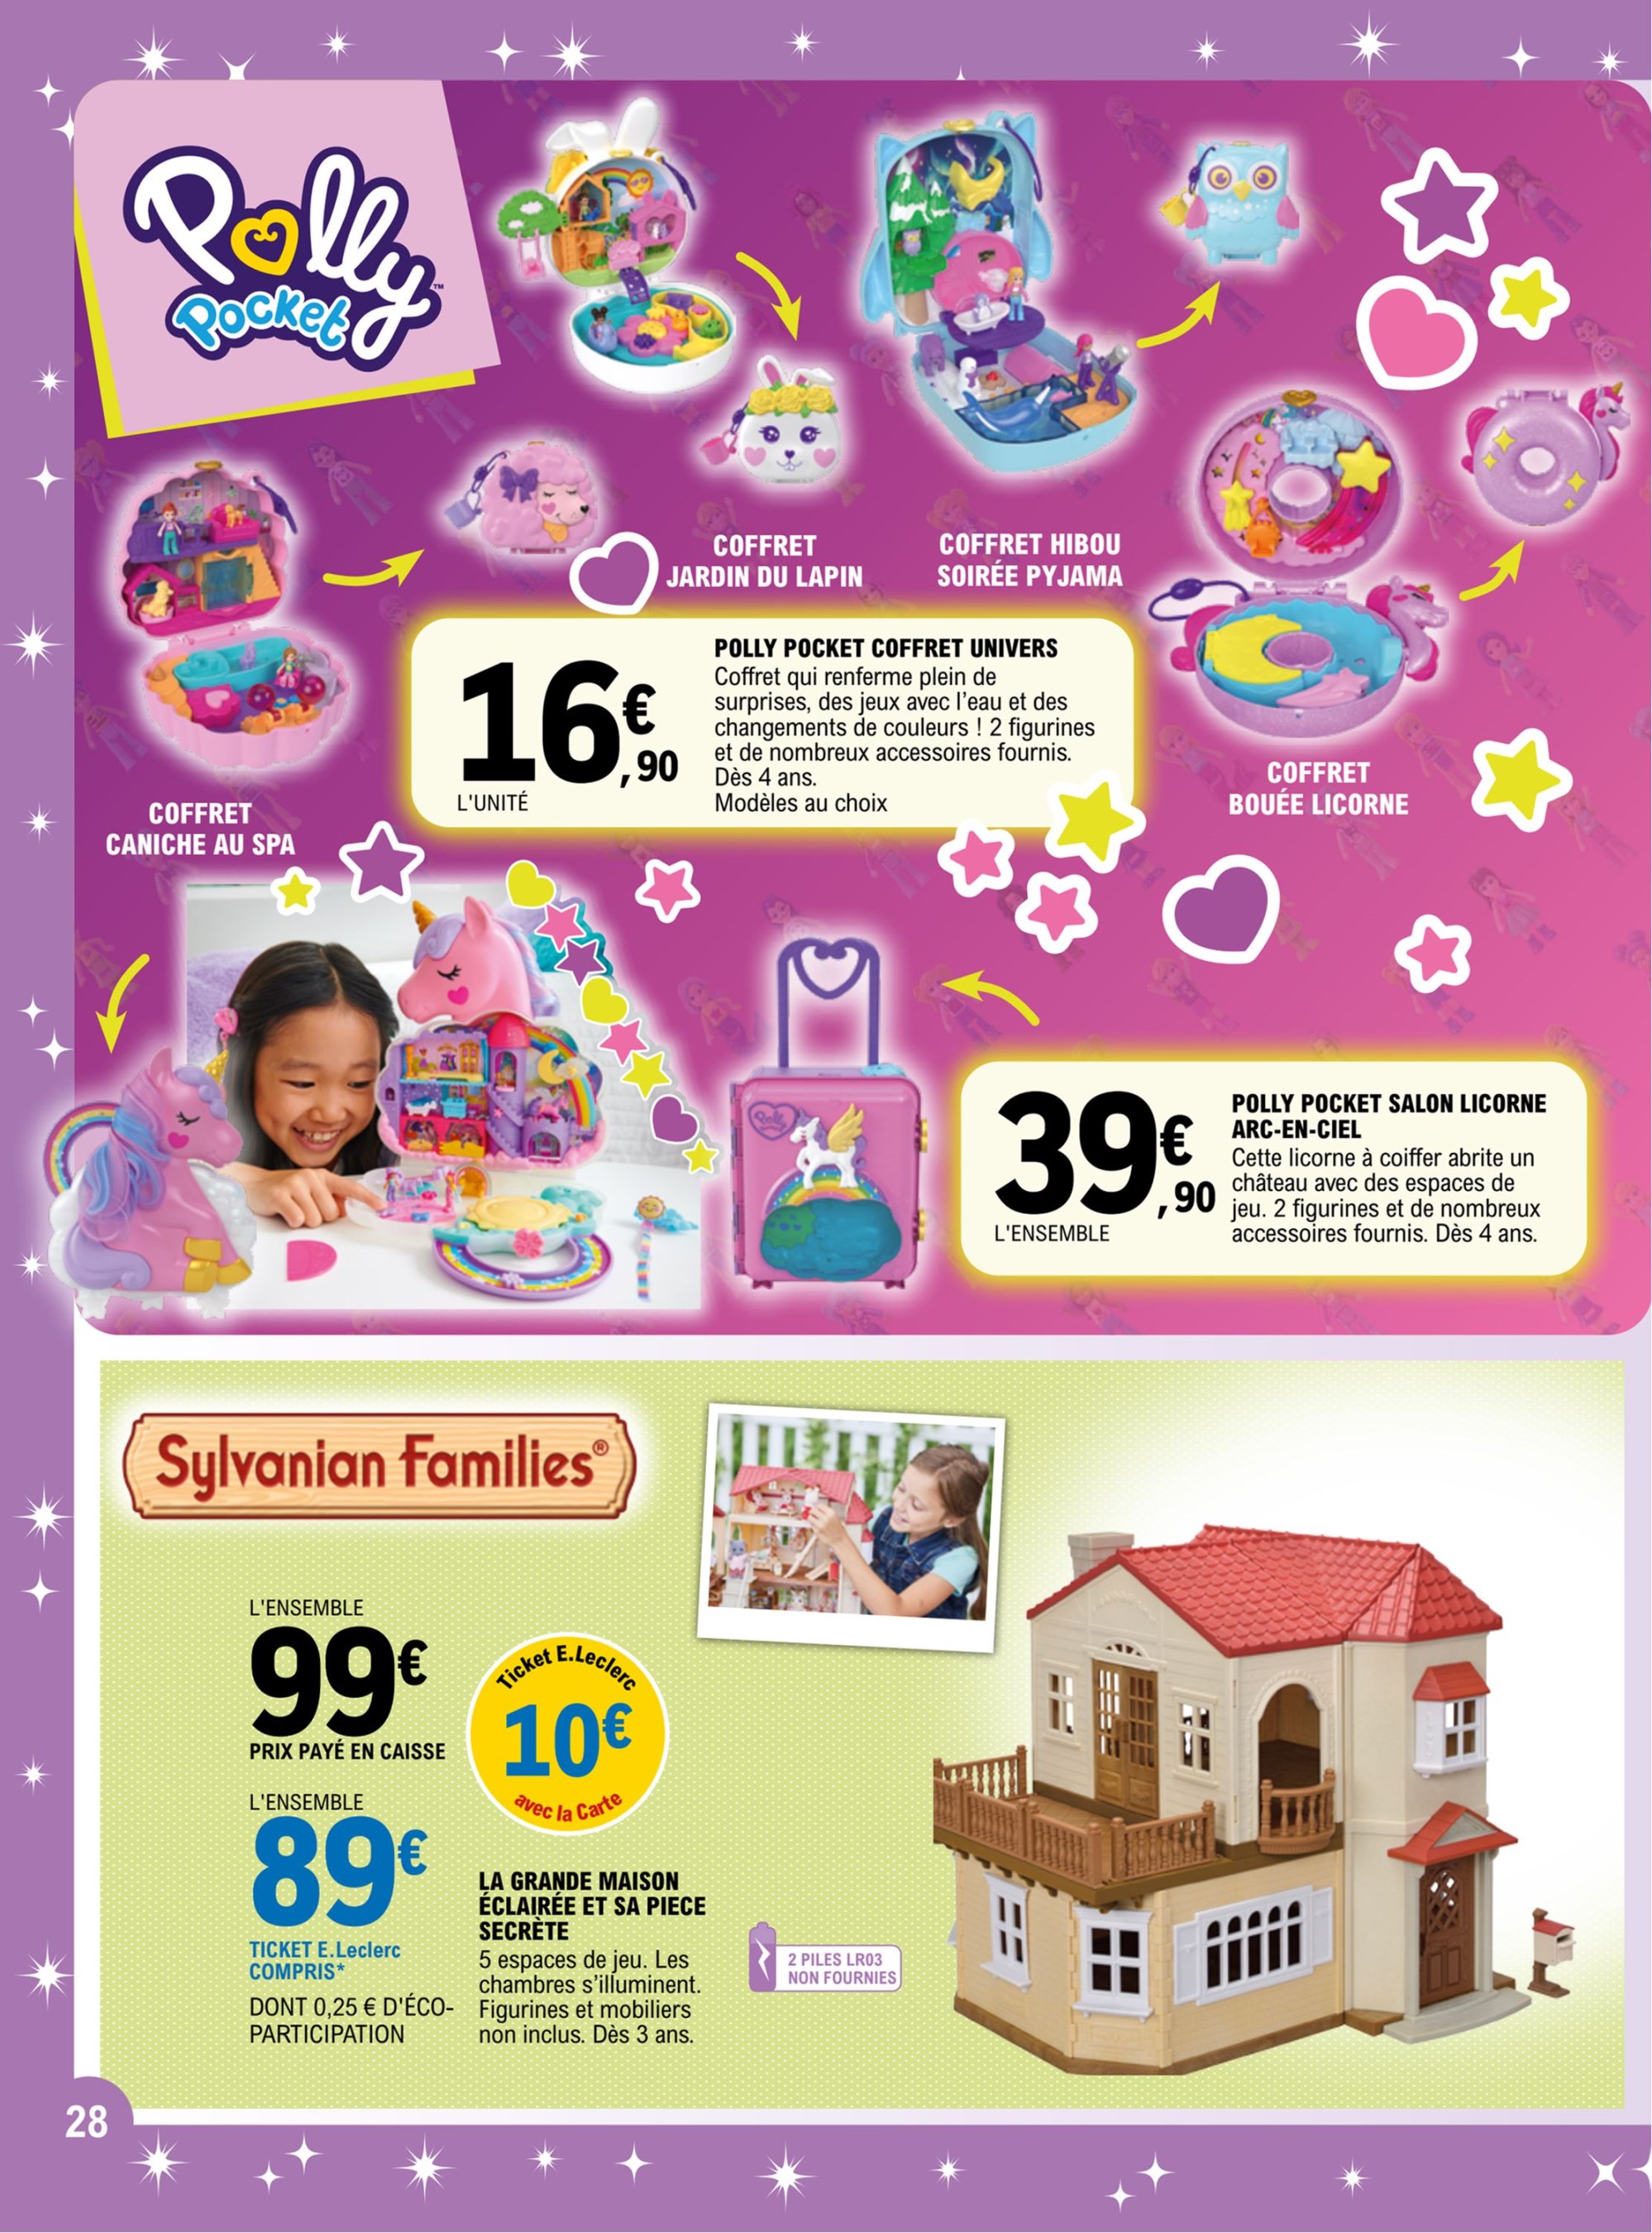 Polly
Pocket™
COFFRET
JARDIN DU LAPIN
COFFRET HIBOU
SOIRÉE PYJAMA
16€,90
L'UNITÉ
POLLY POCKET COFFRET UNIVERS
Coffret qui renferme plein de
surprises, des jeux avec l'eau et des
changements de couleurs ! 2 figurines
et de nombreux accessoires fournis.
Dès 4 ans.
Modèles au choix
COFFRET
BOUÉE LICORNE
COFFRET
CANICHE AU SPA
Polly
39€,90
L'ENSEMBLE
POLLY POCKET SALON LICORNE
ARC-EN-CIEL
Cette licorne à coiffer abrite un
château avec des espaces de
jeu. 2 figurines et de nombreux
accessoires fournis. Dès 4 ans.
Sylvanian Families®
L'ENSEMBLE
99€
PRIX PAYÉ EN CAISSE
Ticket E.Leclerc
10€
avec la Carte
L'ENSEMBLE
89€
TICKET E.Leclerc
COMPRIS*
DONT 0,25 € D'ÉCO-
PARTICIPATION
LA GRANDE MAISON
ÉCLAIRÉE ET SA PIECE
SECRÈTE
5 espaces de jeu. Les
chambres s'illuminent.
Figurines et mobiliers
non inclus. Dès 3 ans.
2 PILES LR03
NON FOURNIES
28